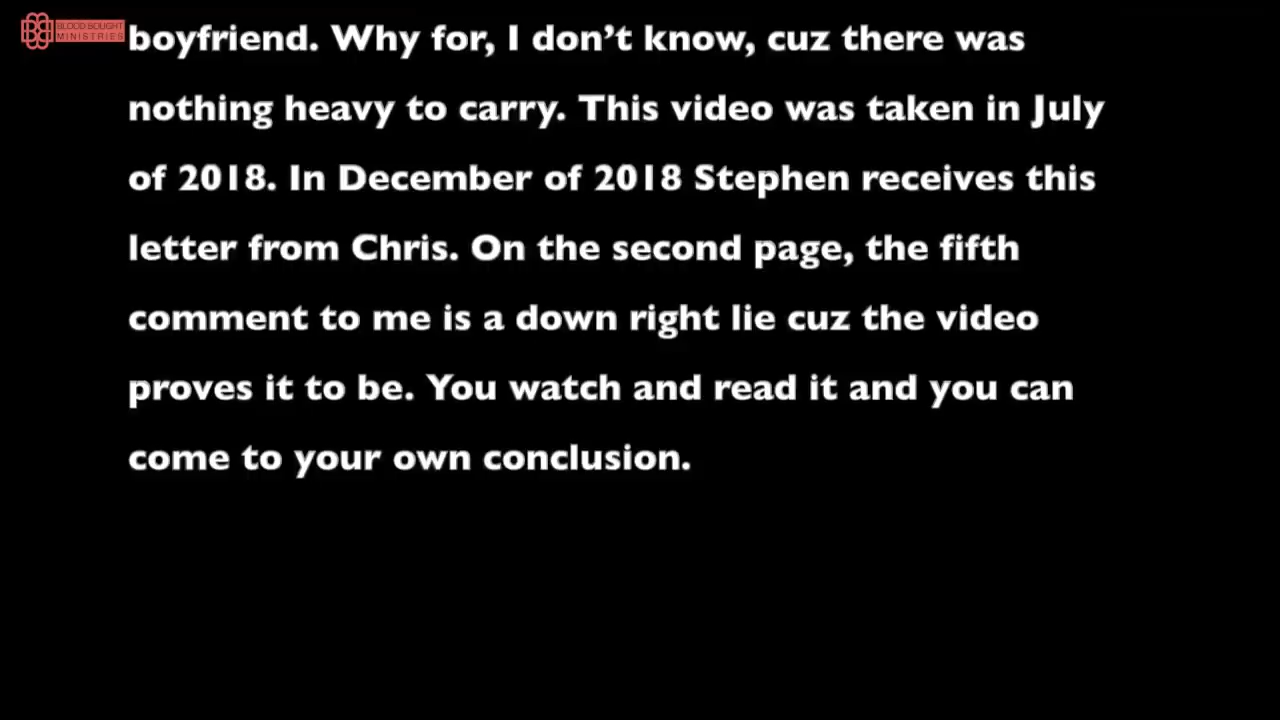 BLOOD BOUGHT
MINISTRIES
boyfriend. Why for, I don’t know, cuz there was
nothing heavy to carry. This video was taken in July
of 2018. In December of 2018 Stephen receives this
letter from Chris. On the second page, the fifth
comment to me is a down right lie cuz the video
proves it to be. You watch and read it and you can
come to your own conclusion.